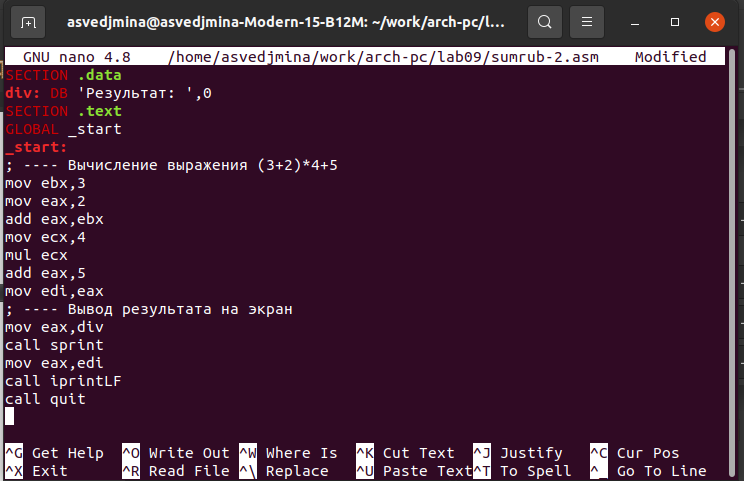 asvedjmina@asvedjmina-Modern-15-B12M: ~/work/arch-pc/l…
GNU nano 4.8 /home/asvedjmina/work/arch-pc/lab09/sumrub-2.asm Modified
SECTION .data
div: DB 'Результат: ',0
SECTION .text
GLOBAL _start
_start:
; ---- Вычисление выражения (3+2)*4+5
mov ebx,3
mov eax,2
add eax,ebx
mov ecx,4
mul ecx
add eax,5
mov edi,eax
; ---- Вывод результата на экран
mov eax,div
call sprint
mov eax,edi
call iprintLF
call quit
^G Get Help ^O Write Out ^W Where Is ^K Cut Text ^J Justify ^C Cur Pos
^X Exit ^R Read File ^\ Replace ^U Paste Text ^T To Spell ^_ Go To Line